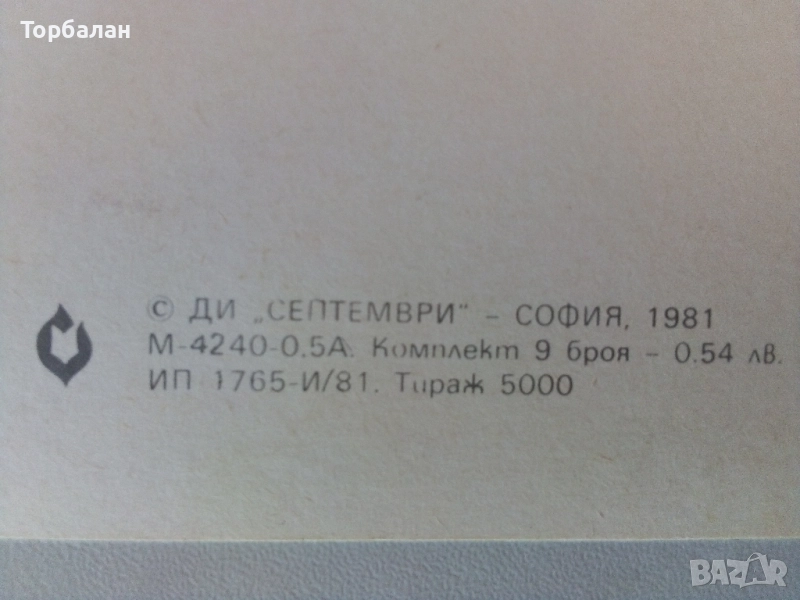 Торбалан
© ДИ „СЕПТЕМВРИ" – СОФИЯ, 1981
М-4240-0.5А. Комплект 9 броя – 0.54 лв.
ИП 1765-И/81. Тираж 5000
BAZAR